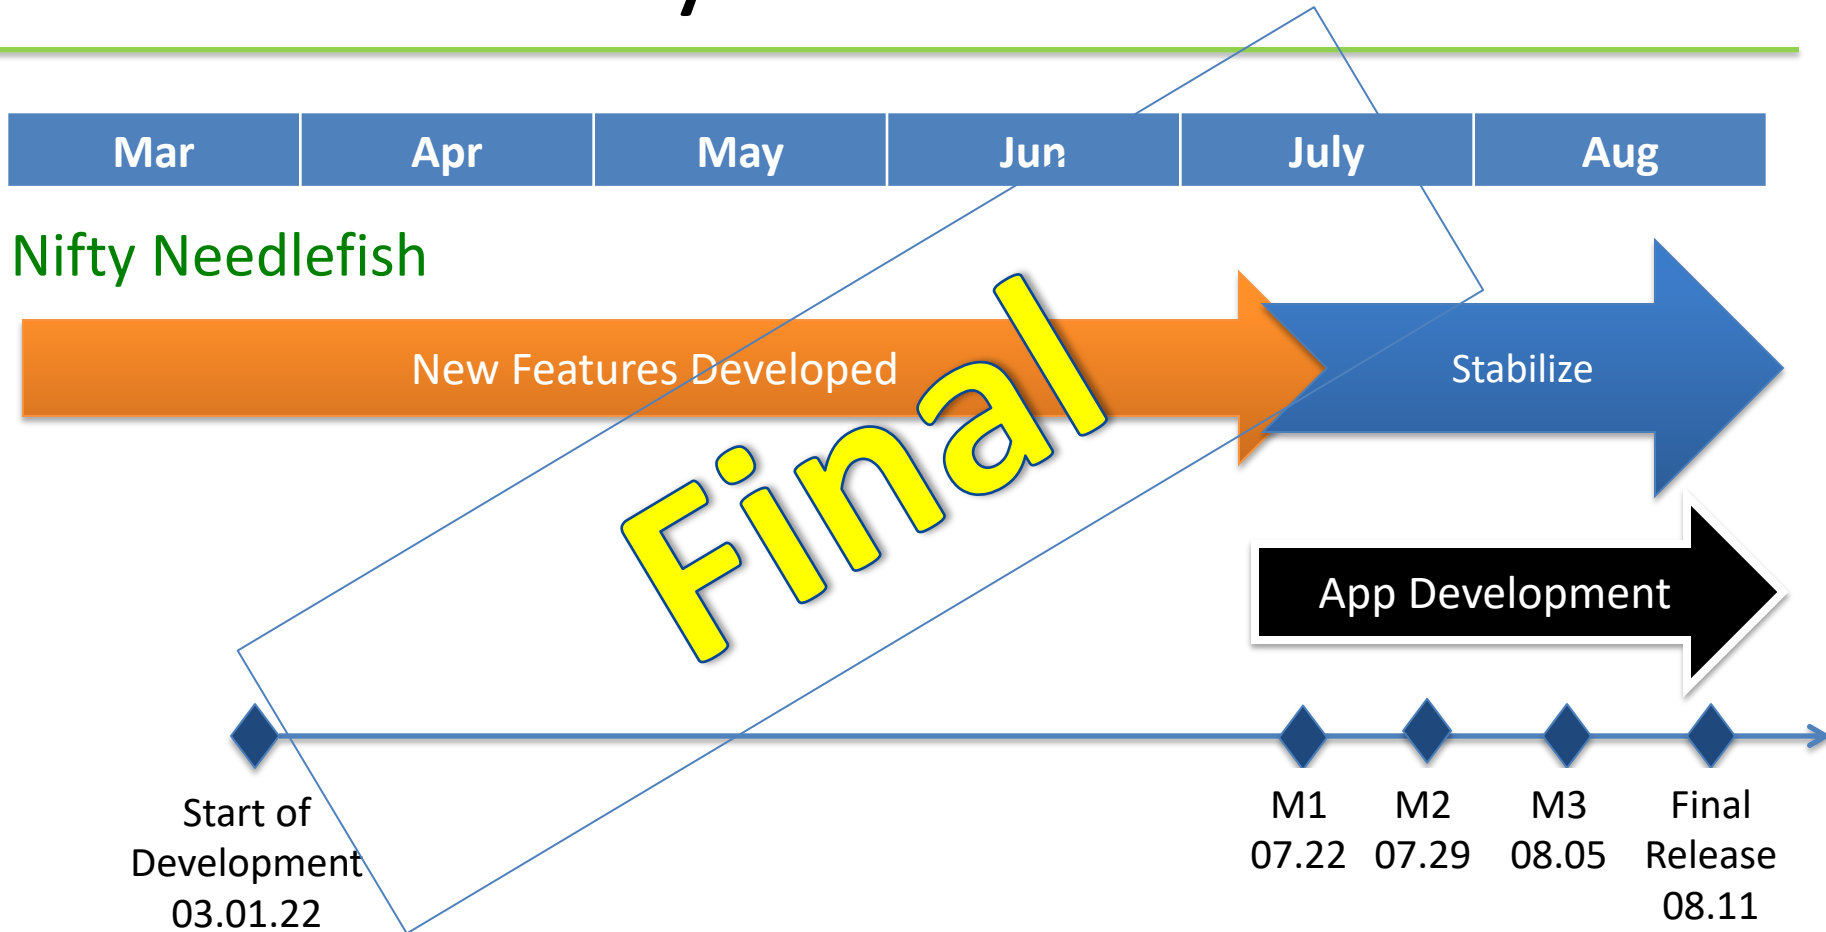 Mar Apr May Jun July Aug
Nifty Needlefish
New Features Developed
Stabilize
Final
App Development
Start of
Development
03.01.22
M1
07.22
M2
07.29
M3
08.05
Final
Release
08.11